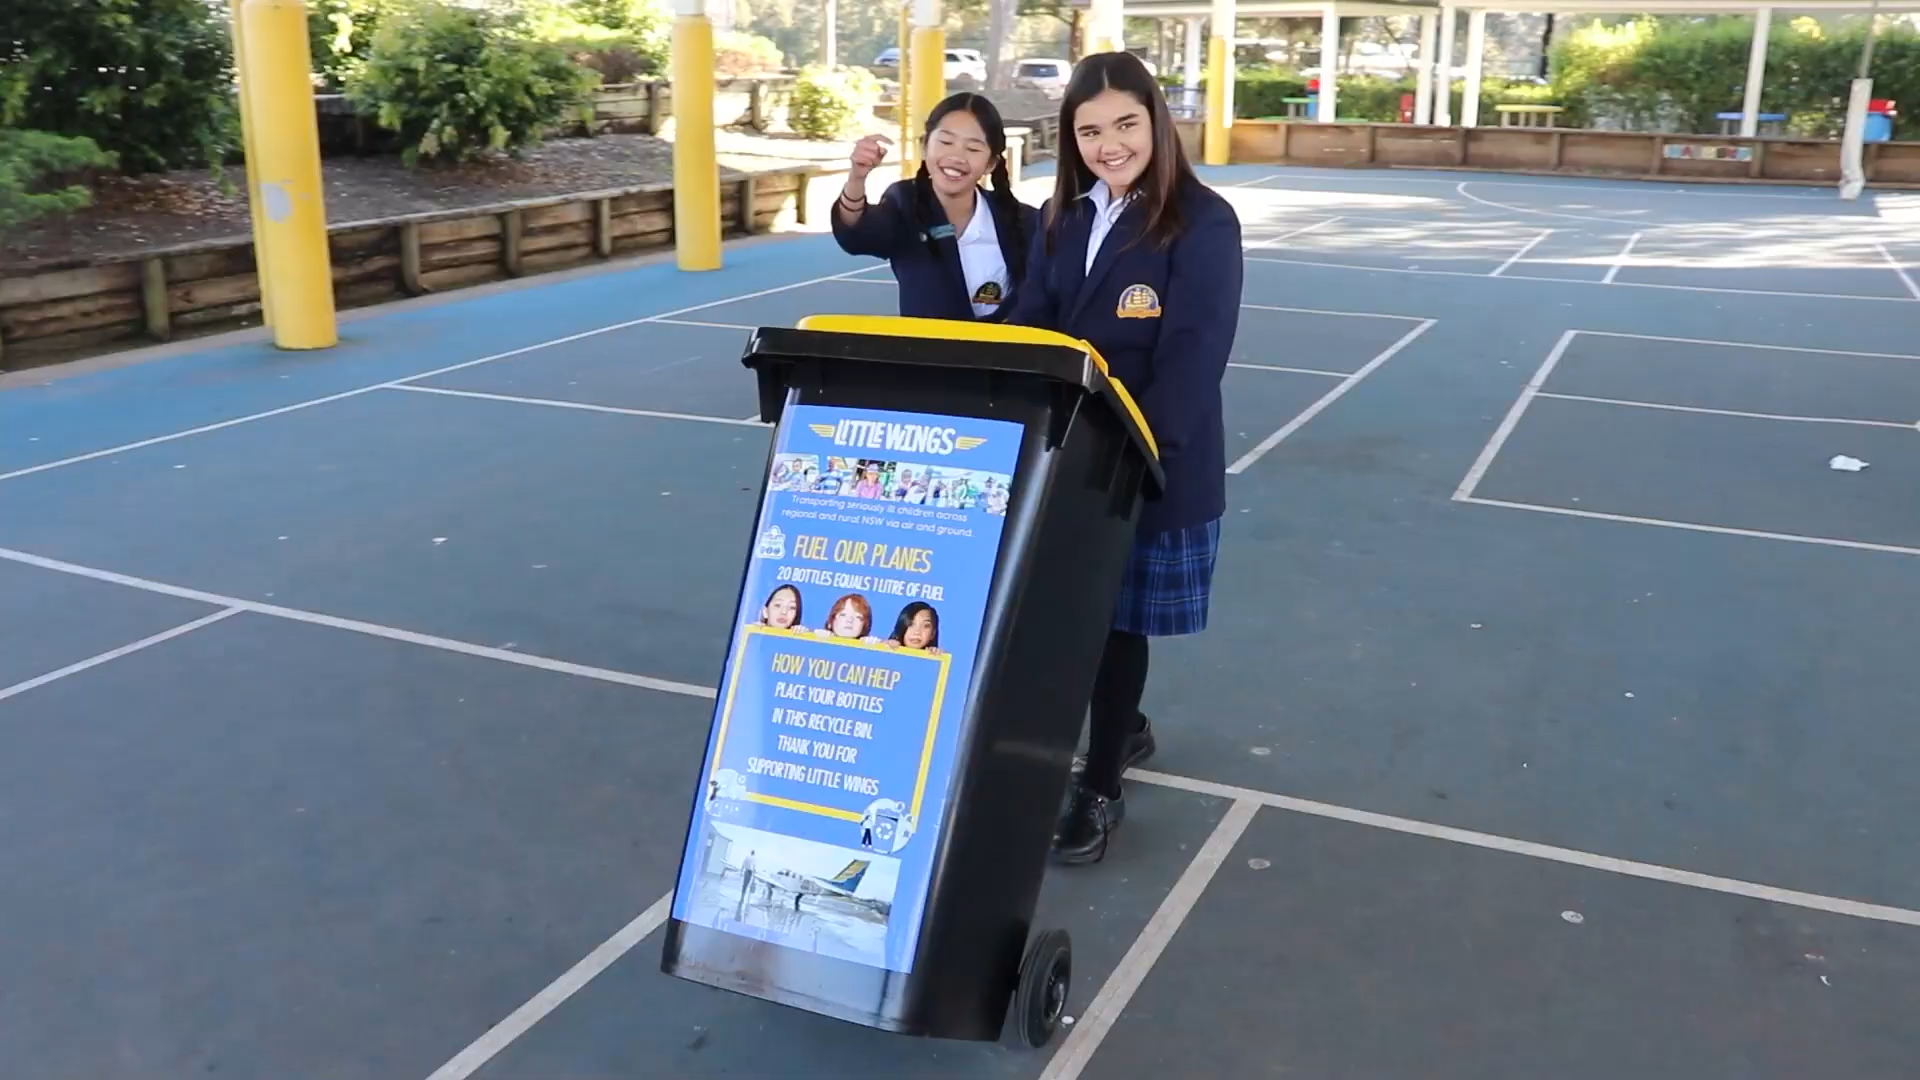 LITTLE WINGS
Transporting seriously ill children across
regional and rural NSW via air and ground.
FUEL OUR PLANES
20 BOTTLES EQUALS 1 LITRE OF FUEL
HOW YOU CAN HELP
PLACE YOUR BOTTLES
IN THIS RECYCLE BIN.
THANK YOU FOR
SUPPORTING LITTLE WINGS